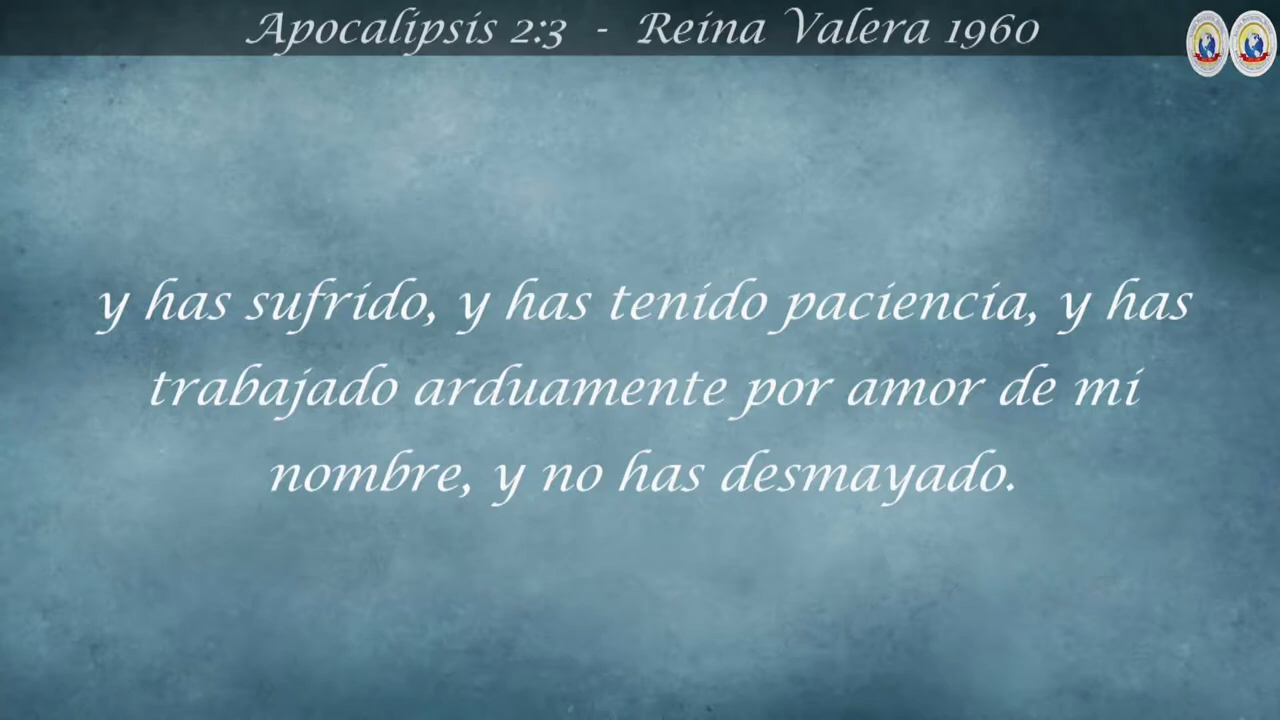 Apocalipsis 2:3 - Reina Valera 1960
y has sufrido, y has tenido paciencia, y has
trabajado arduamente por amor de mi
nombre, y no has desmayado.